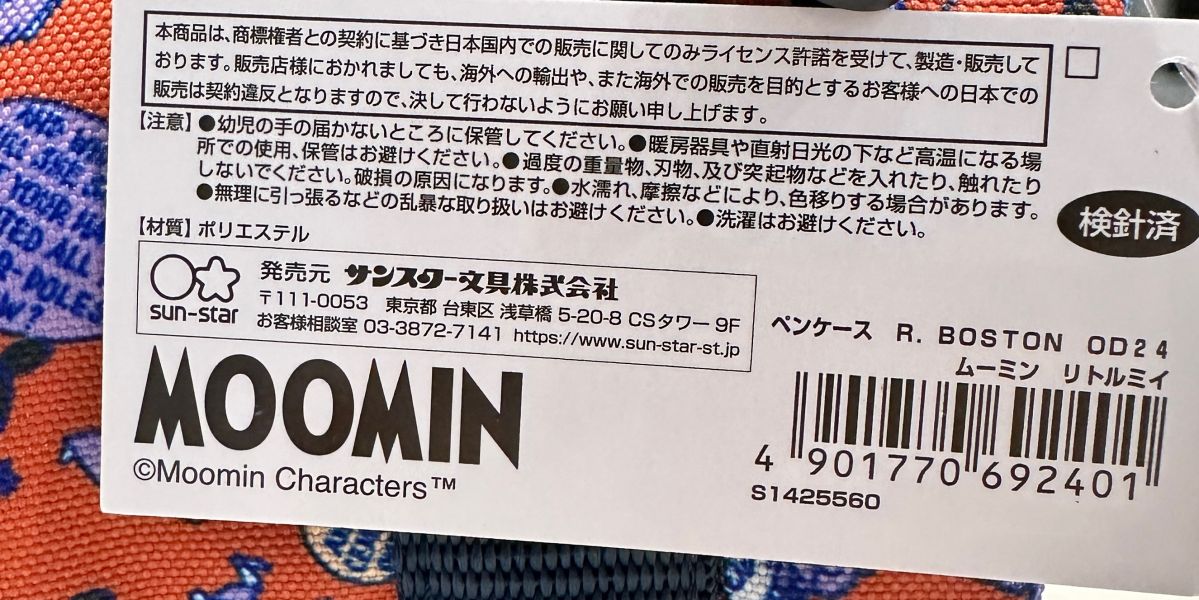 本商品は、商標権者との契約に基づき日本国内での販売に関してのみライセンス許諾を受けて、製造・販売して
おります。販売店様におかれましても、海外への輸出や、また海外での販売を目的とするお客様への日本での
販売は契約違反となりますので、決して行わないようにお願い申し上げます。
【注意】●幼児の手の届かないところに保管してください。●暖房器具や直射日光の下など高温になる場
所での使用、保管はお避けください。●過度の重量物、刃物、及び突起物などを入れたり、触れたり
しないでください。破損の原因になります。●水濡れ、摩擦などにより、色移りする場合があります。
●無理に引っ張るなどの乱暴な取り扱いはお避けください。●洗濯はお避けください。
検針済
【材質】ポリエステル
sun-star
発売元 サンスター文具株式会社
〒111-0053 東京都 台東区 浅草橋 5-20-8 CSタワー 9F
お客様相談室 03-3872-7141 https://www.sun-star-st.jp
ペンケース R. BOSTON OD24
ムーミン リトルミイ
MOOMIN
©Moomin Characters™
4 901770 692401
S1425560
YOUR
TED ALL